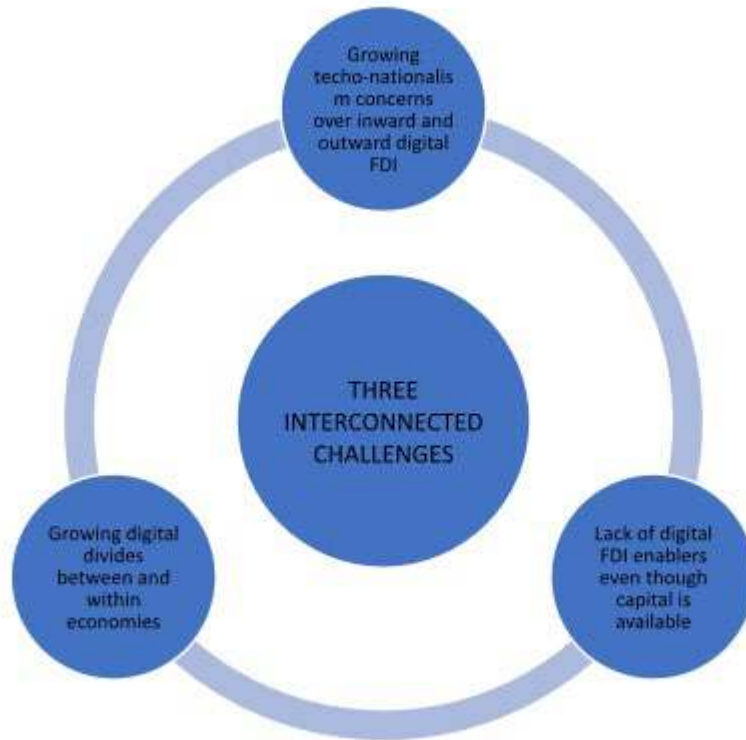 Growing
techo-nationalis
m concerns
over inward and
outward digital
FDI
THREE
INTERCONNECTED
CHALLENGES
Growing digital
divides
between and
within
economies
Lack of digital
FDI enablers
even though
capital is
available